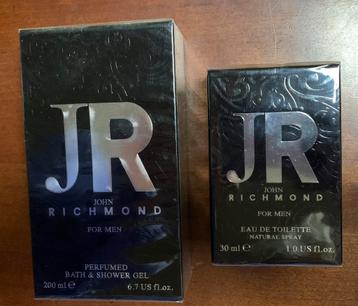 JR
JOHN
RICHMOND
FOR MEN
PERFUMED
BATH & SHOWER GEL
200 ml e 6.7 US fl.oz.
JR
JOHN
RICHMOND
FOR MEN
EAU DE TOILETTE
NATURAL SPRAY
30 ml e 1.0 US fl.oz.